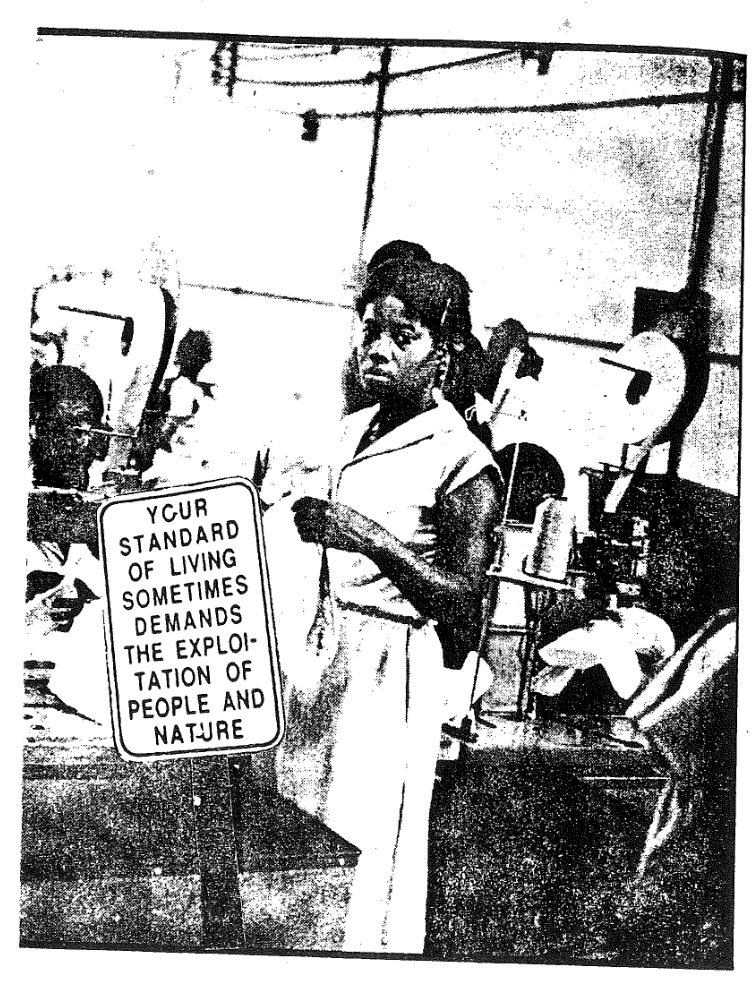 YOUR
STANDARD
OF LIVING
SOMETIMES
DEMANDS
THE EXPLOI-
TATION OF
PEOPLE AND
NATURE